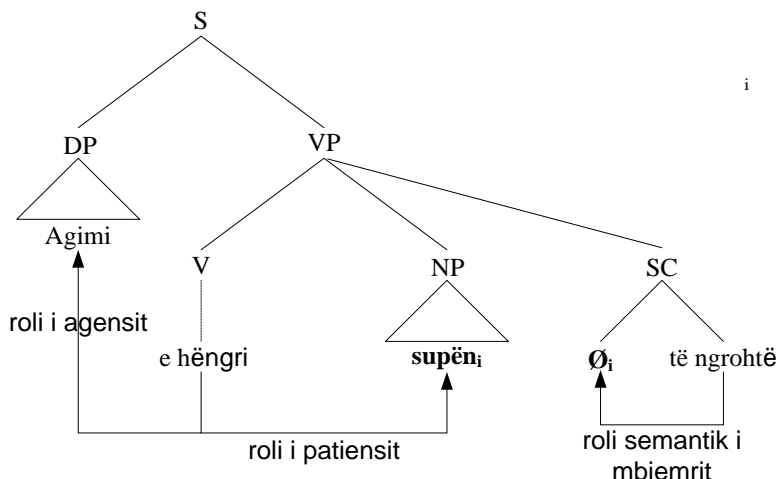 S
i
DP
VP
Agimi
V
NP
SC
roli i agensit
e hëngri
supënᵢ
Øᵢ
të ngrohtë
roli i patiensit
roli semantik i
mbiemrit